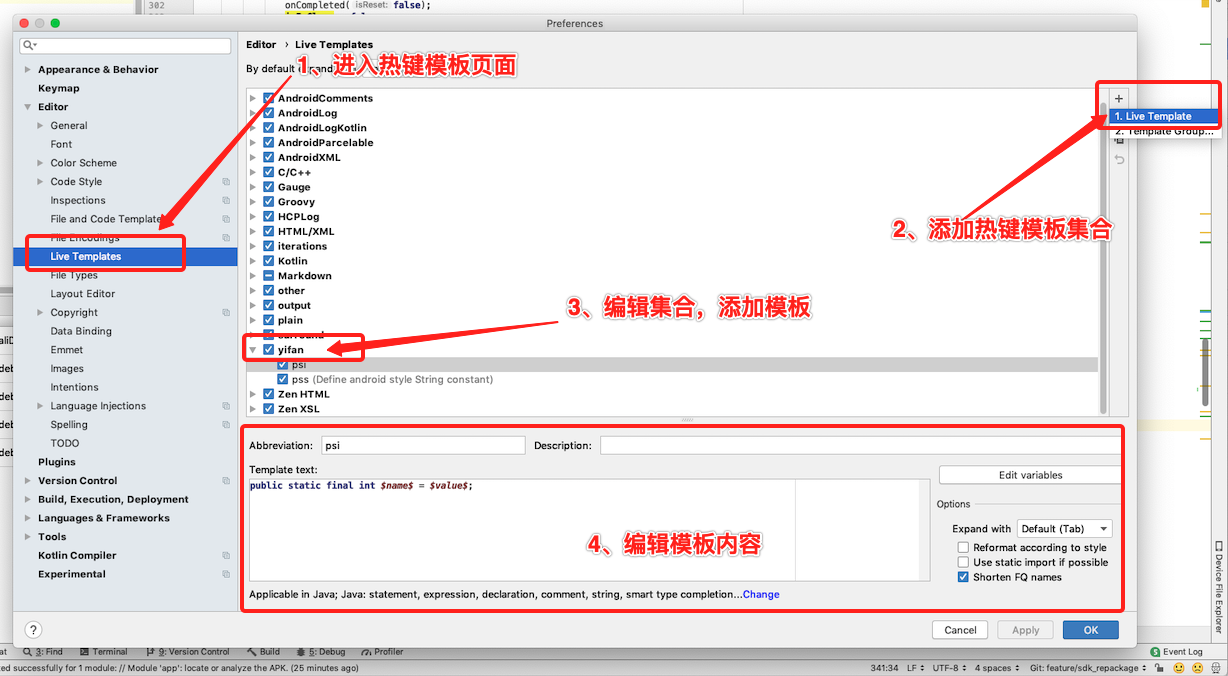 302
onCompleted( isReset: false);
Preferences
Editor › Live Templates
By default expand
1、进入热键模板页面
Appearance & Behavior
Keymap
Editor
General
Font
Color Scheme
Code Style
Inspections
File and Code Templates
File Encodings
Live Templates
File Types
Layout Editor
Copyright
Data Binding
Emmet
Images
Intentions
Language Injections
Spelling
TODO
Plugins
Version Control
Build, Execution, Deployment
Languages & Frameworks
Tools
Kotlin Compiler
Experimental
AndroidComments
AndroidLog
AndroidLogKotlin
AndroidParcelable
AndroidXML
C/C++
Gauge
Groovy
HCPLog
HTML/XML
iterations
Kotlin
Markdown
other
output
plain
surround
yifan
psi
pss (Define android style String constant)
Zen HTML
Zen XSL
+
1. Live Template
2. Template Group...
2、添加热键模板集合
3、编辑集合，添加模板
Abbreviation: psi
Description:
Template text:
public static final int $name$ = $value$;
4、编辑模板内容
Edit variables
Options
Expand with Default (Tab)
Reformat according to style
Use static import if possible
Shorten FQ names
Applicable in Java; Java: statement, expression, declaration, comment, string, smart type completion...Change
?
Cancel
Apply
OK
Device File Explorer
3: Find
Terminal
9: Version Control
Build
5: Debug
Profiler
Event Log
ted successfully for 1 module: // Module 'app': locate or analyze the APK. (25 minutes ago)
341:34
LF
UTF-8
4 spaces
Git: feature/sdk_repackage